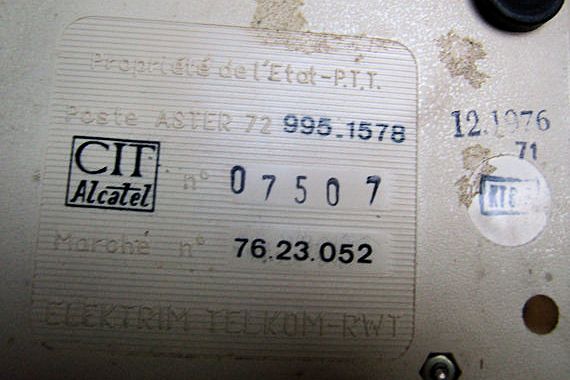 Propriété de l'Etat-P.T.T.
Poste ASTER 72 995.1578
12.1976
71
CIT
Alcatel
n° 07507
Marché n° 76.23.052
ELEKTRIM TELKOM-RWT